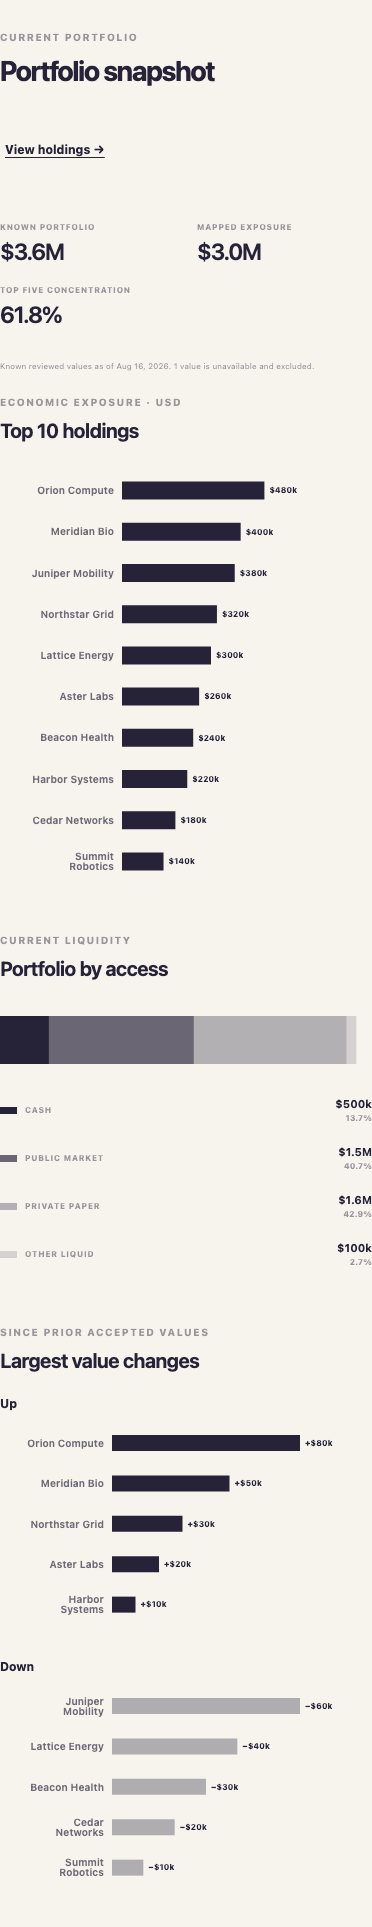 CURRENT PORTFOLIO
Portfolio snapshot
View holdings →
KNOWN PORTFOLIO
$3.6M
MAPPED EXPOSURE
$3.0M
TOP FIVE CONCENTRATION
61.8%
Known reviewed values as of Aug 16, 2026. 1 value is unavailable and excluded.
ECONOMIC EXPOSURE · USD
Top 10 holdings
Orion Compute $480k
Meridian Bio $400k
Juniper Mobility $380k
Northstar Grid $320k
Lattice Energy $300k
Aster Labs $260k
Beacon Health $240k
Harbor Systems $220k
Cedar Networks $180k
Summit
Robotics $140k
CURRENT LIQUIDITY
Portfolio by access
CASH $500k
13.7%
PUBLIC MARKET $1.5M
40.7%
PRIVATE PAPER $1.6M
42.9%
OTHER LIQUID $100k
2.7%
SINCE PRIOR ACCEPTED VALUES
Largest value changes
Up
Orion Compute +$80k
Meridian Bio +$50k
Northstar Grid +$30k
Aster Labs +$20k
Harbor
Systems +$10k
Down
Juniper
Mobility −$60k
Lattice Energy −$40k
Beacon Health −$30k
Cedar
Networks −$20k
Summit
Robotics −$10k